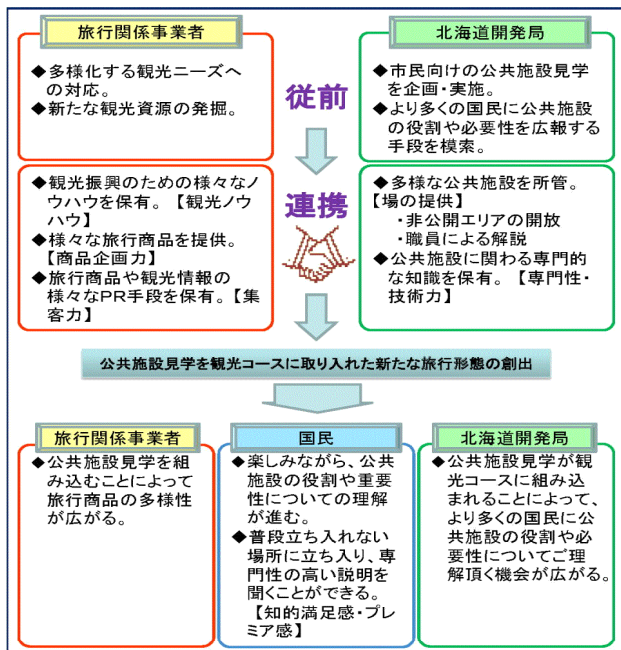 旅行関係事業者
◆多様化する観光ニーズへ
の対応。
◆新たな観光資源の発掘。
従前
北海道開発局
◆市民向けの公共施設見学
を企画・実施。
◆より多くの国民に公共施設
の役割や必要性を広報する
手段を模索。
◆観光振興のための様々なノ
ウハウを保有。【観光ノウ
ハウ】
◆様々な旅行商品を提供。
【商品企画力】
◆旅行商品や観光情報の
様々なPR手段を保有。【集
客力】
連携
◆多様な公共施設を所管。
【場の提供】
・非公開エリアの開放
・職員による解説
◆公共施設に関わる専門的
な知識を保有。【専門性・
技術力】
公共施設見学を観光コースに取り入れた新たな旅行形態の創出
旅行関係事業者
◆公共施設見学を組
み込むことによって
旅行商品の多様性
が広がる。
国民
◆楽しみながら、公共
施設の役割や重要
性についての理解
が進む。
◆普段立ち入れない
場所に立ち入り、専
門性の高い説明を
聞くことができる。
【知的満足感・プレ
ミア感】
北海道開発局
◆公共施設見学が観
光コースに組み込
まれることによって、
より多くの国民に公
共施設の役割や必
要性についてご理
解頂く機会が広がる。